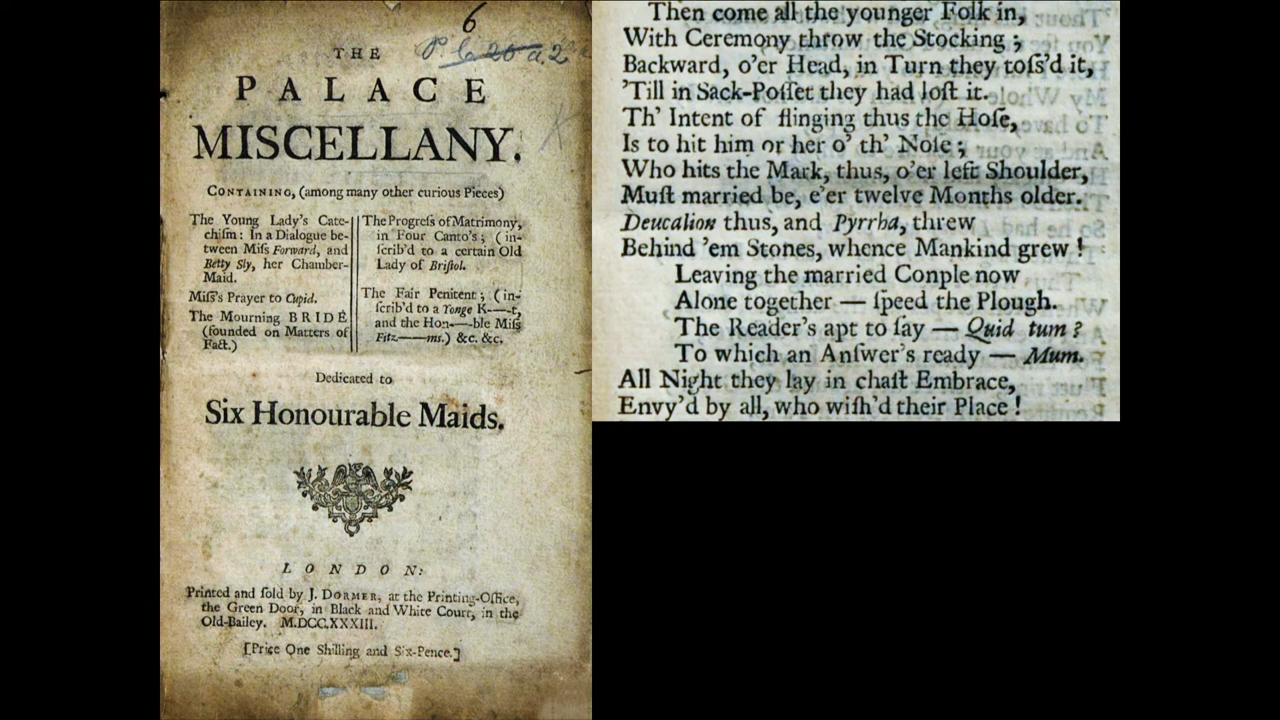 6
THE
PALACE
MISCELLANY.
CONTAINING, (among many other curious Pieces)
The Young Lady's Cate-
chiſm: In a Dialogue be-
tween Miſs Forward, and
Betty Sly, her Chamber-
Maid.
Miſs's Prayer to Cupid.
The Mourning BRIDE
(founded on Matters of
Fact.)
The Progreſs of Matrimony,
in Four Canto's; (in-
ſcrib'd to a certain Old
Lady of Briſtol.
The Fair Penitent; (in-
ſcrib'd to a Yonge K----t,
and the Hon----ble Miſs
Fitz.------ms.) &c. &c.
Dedicated to
Six Honourable Maids.
LONDON:
Printed and ſold by J. DORMER, at the Printing-Office,
the Green Door, in Black and White Court, in the
Old-Bailey. M.DCC.XXXIII.
[Price One Shilling and Six-Pence.]
Then come all the younger Folk in,
With Ceremony throw the Stocking;
Backward, o'er Head, in Turn they toſs'd it,
'Till in Sack-Poſſet they had loſt it.
Th' Intent of flinging thus the Hoſe,
Is to hit him or her o' th' Noſe;
Who hits the Mark, thus, o'er left Shoulder,
Muſt married be, e'er twelve Months older.
Deucalion thus, and Pyrrha, threw
Behind 'em Stones, whence Mankind grew!
Leaving the married Conple now
Alone together — ſpeed the Plough.
The Reader's apt to ſay — Quid tum?
To which an Anſwer's ready — Mum.
All Night they lay in chaſt Embrace,
Envy'd by all, who wiſh'd their Place!